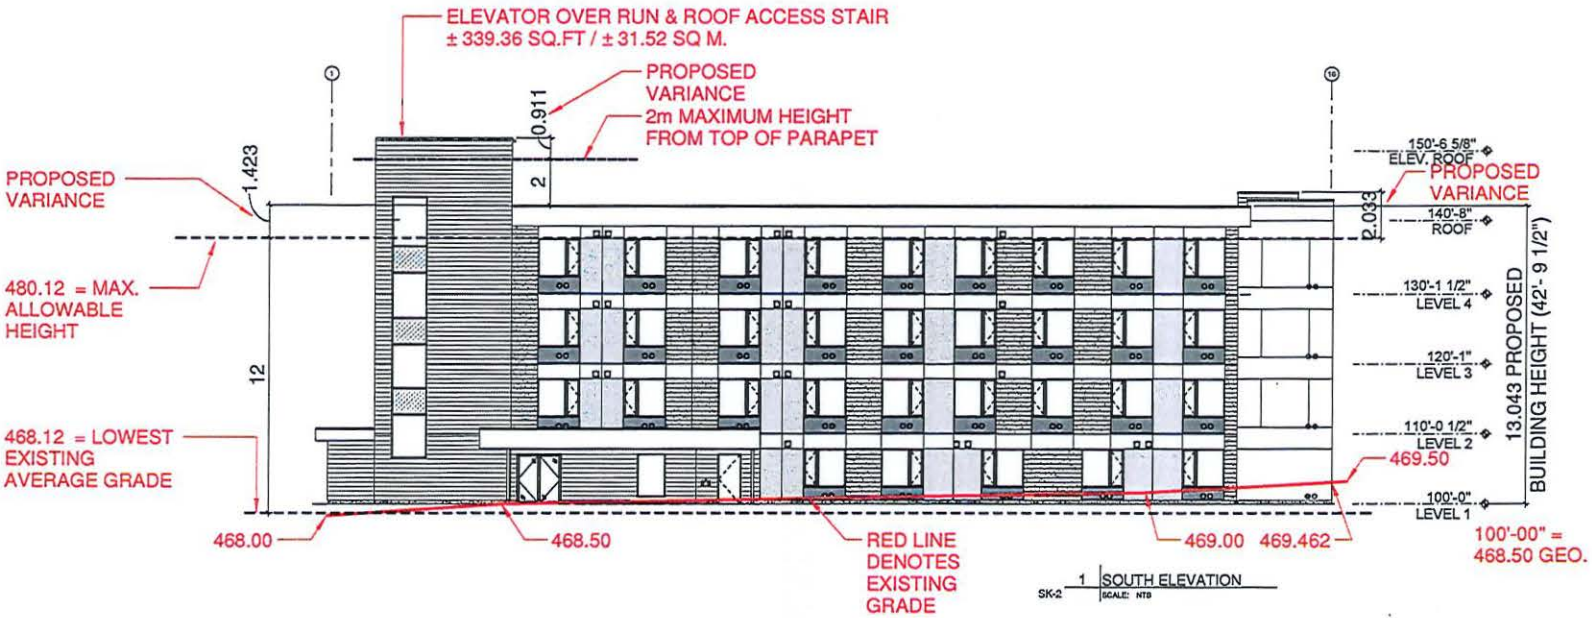 ELEVATOR OVER RUN & ROOF ACCESS STAIR
± 339.36 SQ.FT / ± 31.52 SQ M.
1
PROPOSED
VARIANCE
0.911
2m MAXIMUM HEIGHT
FROM TOP OF PARAPET
2
16
150'-6 5/8"
ELEV. ROOF
PROPOSED
VARIANCE
1.423
PROPOSED
VARIANCE
2.033
140'-8"
ROOF
480.12 = MAX.
ALLOWABLE
HEIGHT
12
130'-1 1/2"
LEVEL 4
120'-1"
LEVEL 3
13.043 PROPOSED
BUILDING HEIGHT (42'- 9 1/2")
468.12 = LOWEST
EXISTING
AVERAGE GRADE
110'-0 1/2"
LEVEL 2
469.50
100'-0"
LEVEL 1
468.00
468.50
RED LINE
DENOTES
EXISTING
GRADE
469.00
469.462
100'-00" =
468.50 GEO.
1
SOUTH ELEVATION
SK-2
SCALE: NTS